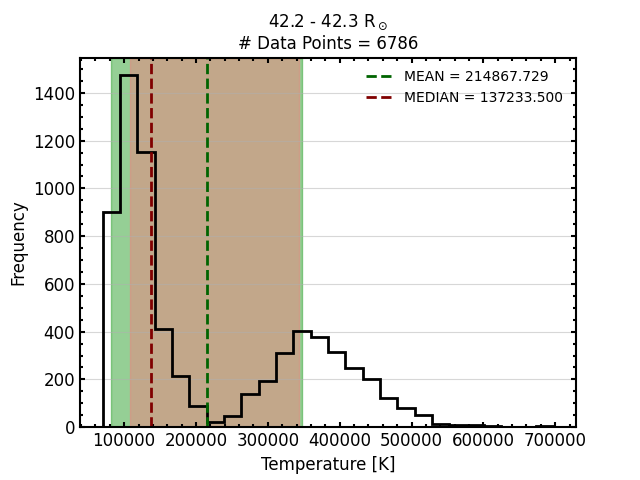 42.2 - 42.3 R⊙
# Data Points = 6786
MEAN = 214867.729
MEDIAN = 137233.500
Frequency
1400
1200
1000
800
600
400
200
0
100000 200000 300000 400000 500000 600000 700000
Temperature [K]